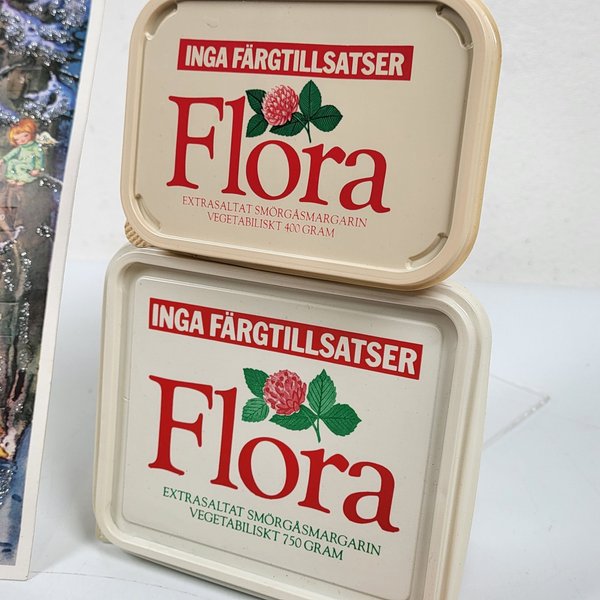 INGA FÄRGTILLSATSER
Flora
EXTRASALTAT SMÖRGÅSMARGARIN
VEGETABILISKT 400 GRAM
INGA FÄRGTILLSATSER
Flora
EXTRASALTAT SMÖRGÅSMARGARIN
VEGETABILISKT 750 GRAM